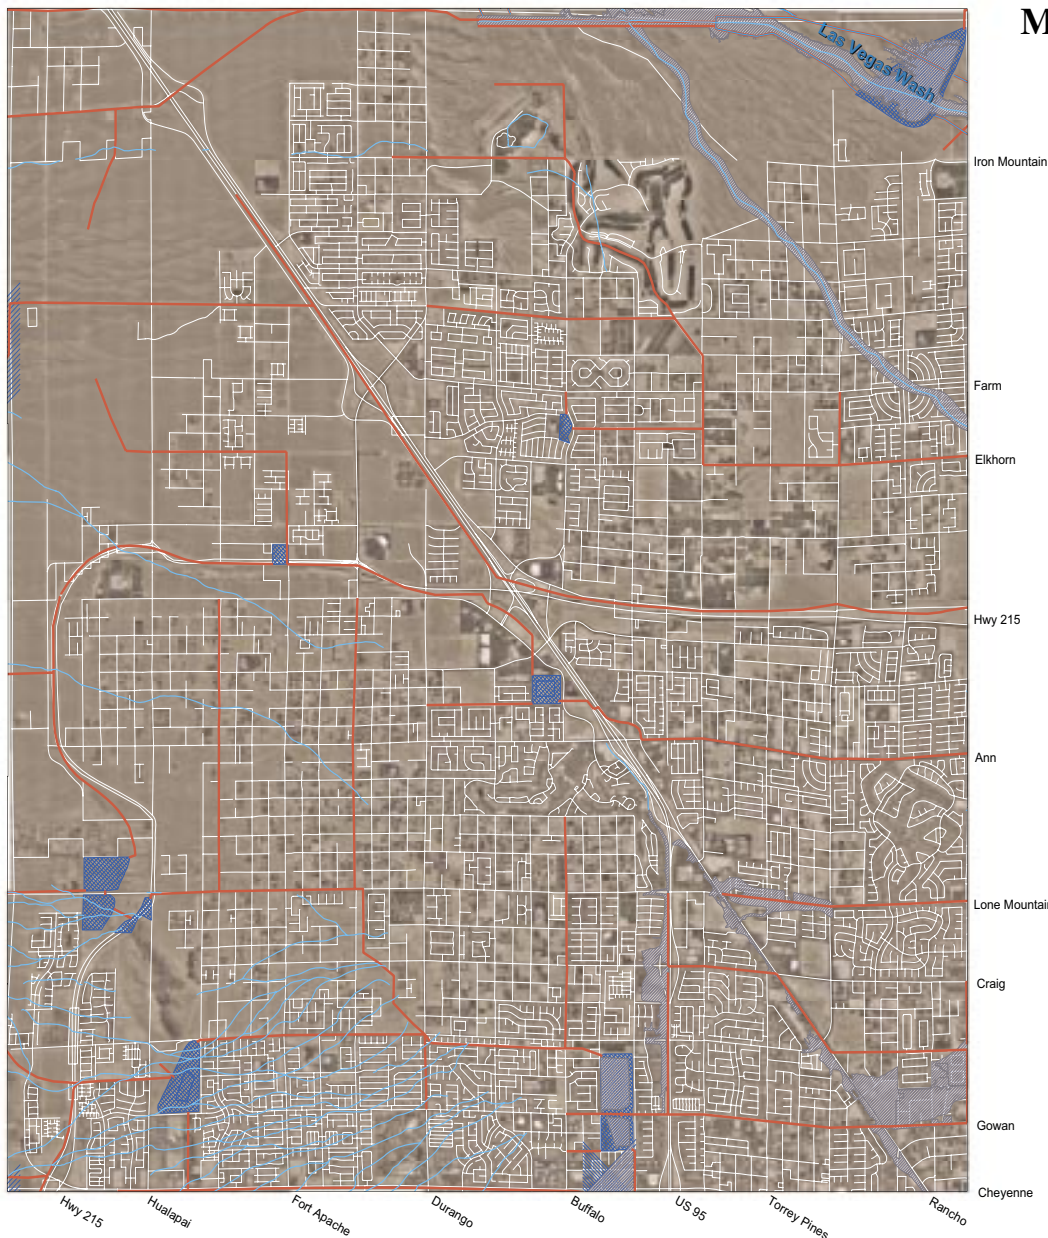 M
Las Vegas Wash
Iron Mountain
Farm
Elkhorn
Hwy 215
Ann
Lone Mountain
Craig
Gowan
Cheyenne
Hwy 215
Hualapai
Fort Apache
Durango
Buffalo
US 95
Torrey Pines
Rancho